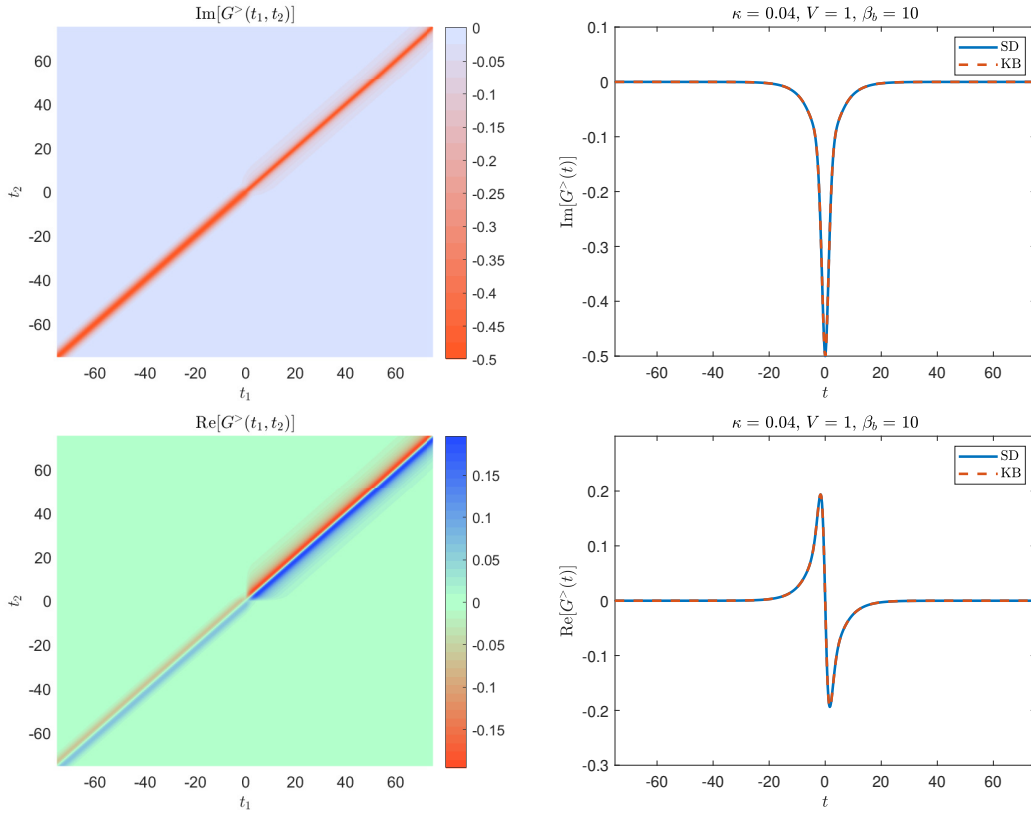 Im[G^>(t_1, t_2)]
60
40
20
0
-20
-40
-60
t_2
-60 -40 -20 0 20 40 60
t_1
0
-0.05
-0.1
-0.15
-0.2
-0.25
-0.3
-0.35
-0.4
-0.45
-0.5
κ = 0.04, V = 1, β_b = 10
SD
KB
0.1
0
-0.1
-0.2
-0.3
-0.4
-0.5
Im[G^>(t)]
-60 -40 -20 0 20 40 60
t
Re[G^>(t_1, t_2)]
60
40
20
0
-20
-40
-60
t_2
-60 -40 -20 0 20 40 60
t_1
0.15
0.1
0.05
0
-0.05
-0.1
-0.15
κ = 0.04, V = 1, β_b = 10
SD
KB
0.2
0.1
0
-0.1
-0.2
-0.3
Re[G^>(t)]
-60 -40 -20 0 20 40 60
t